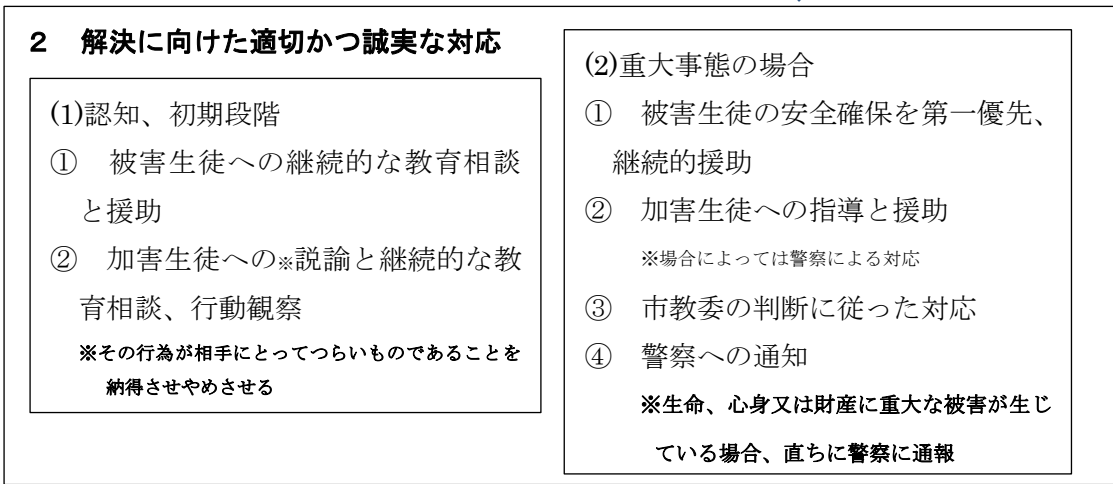 ２　解決に向けた適切かつ誠実な対応
(1)認知、初期段階
①　被害生徒への継続的な教育相談
と援助
②　加害生徒への※説諭と継続的な教
育相談、行動観察
※その行為が相手にとってつらいものであることを
納得させやめさせる
(2)重大事態の場合
①　被害生徒の安全確保を第一優先、
継続的援助
②　加害生徒への指導と援助
※場合によっては警察による対応
③　市教委の判断に従った対応
④　警察への通知
※生命、心身又は財産に重大な被害が生じ
ている場合、直ちに警察に通報